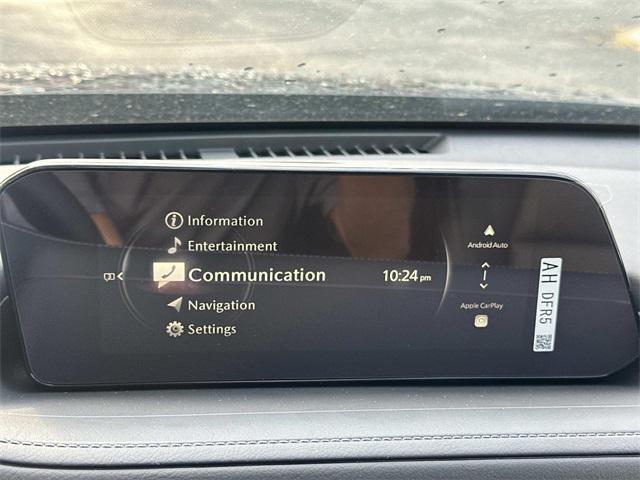 Information
Entertainment
Communication
10:24 pm
Navigation
Settings
Android Auto
Apple CarPlay
AH DFR5